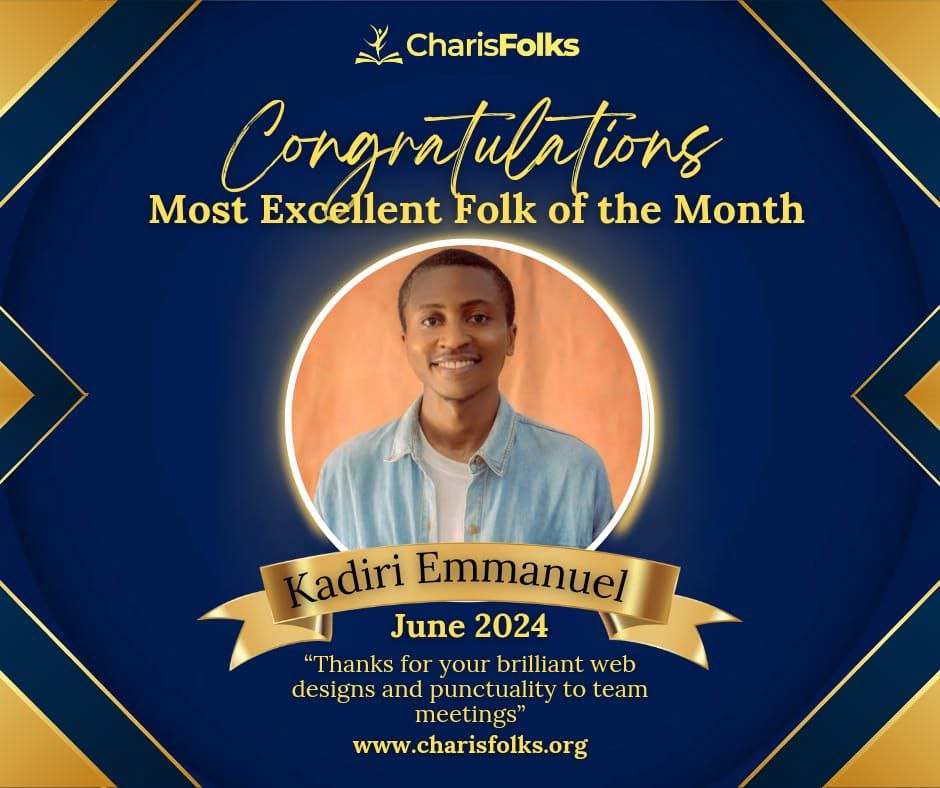 CharisFolks
Congratulations
Most Excellent Folk of the Month
Kadiri Emmanuel
June 2024
“Thanks for your brilliant web
designs and punctuality to team
meetings”
www.charisfolks.org